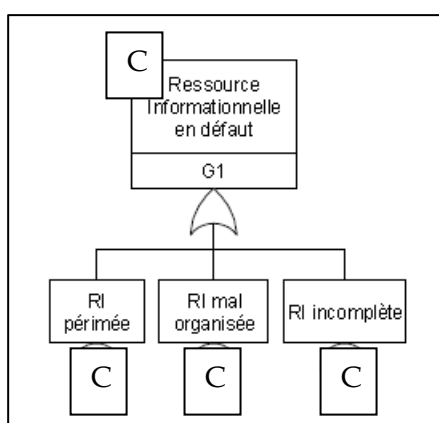 C
Ressource
Informationnelle
en défaut
G1
RI
périmée
RI mal
organisée
RI incomplète
C
C
C